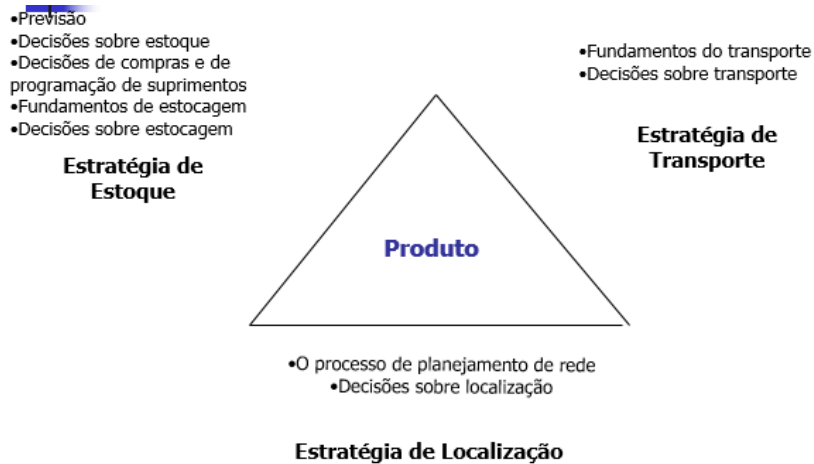 •Previsão
•Decisões sobre estoque
•Decisões de compras e de
programação de suprimentos
•Fundamentos de estocagem
•Decisões sobre estocagem
Estratégia de
Estoque
•Fundamentos do transporte
•Decisões sobre transporte
Estratégia de
Transporte
Produto
•O processo de planejamento de rede
•Decisões sobre localização
Estratégia de Localização